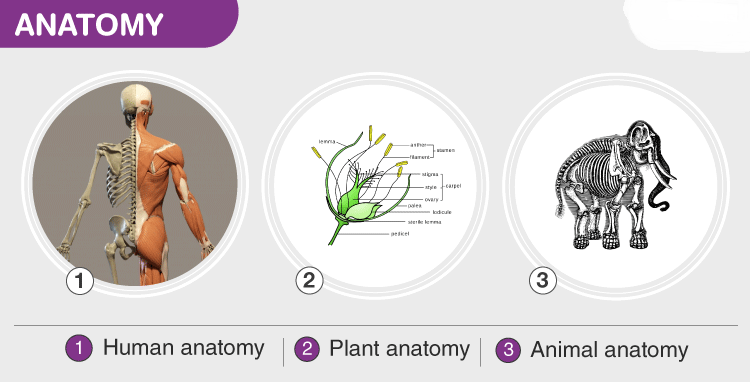 ANATOMY
lemma
anther
stamen
filament
stigma
style
carpel
ovary
palea
lodicule
sterile lemma
pedicel
1
2
3
1 Human anatomy
2 Plant anatomy
3 Animal anatomy